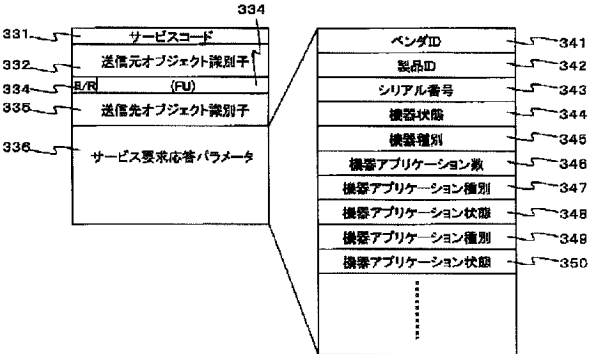 334
331 サービスコード
332 送信元オブジェクト識別子
334 E/R (FU)
335 送信先オブジェクト識別子
336 サービス要求応答パラメータ
ベンダID 341
製品ID 342
シリアル番号 343
機器状態 344
機器種別 345
機器アプリケーション数 346
機器アプリケーション種別 347
機器アプリケーション状態 348
機器アプリケーション種別 349
機器アプリケーション状態 350